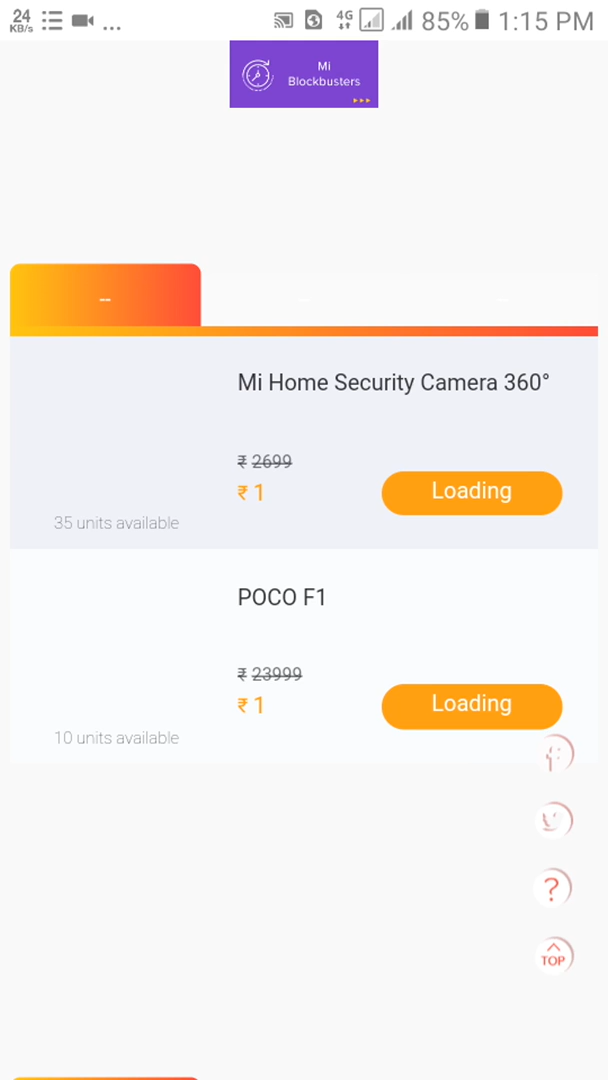 24
KB/s
...
4G
85%
1:15 PM
Mi
Blockbusters
--
--
--
Mi Home Security Camera 360°
₹ 2699
₹ 1
Loading
35 units available
POCO F1
₹ 23999
₹ 1
Loading
10 units available
f
?
TOP